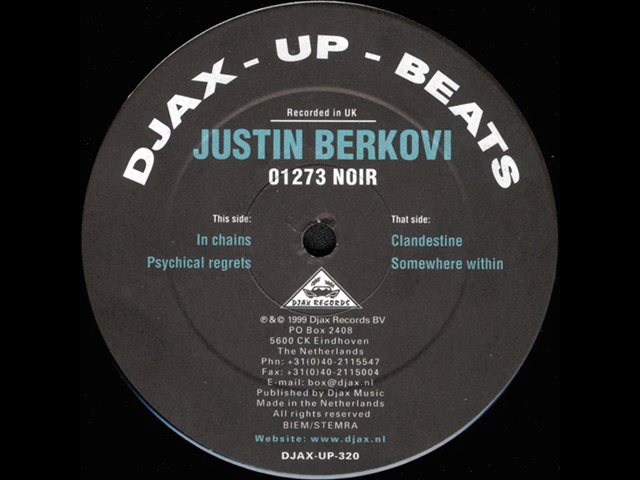 DJAX - UP - BEATS
Recorded in UK
JUSTIN BERKOVI
01273 NOIR
This side:
In chains
Psychical regrets
That side:
Clandestine
Somewhere within
DJAX RECORDS
℗&© 1999 Djax Records BV
PO Box 2408
5600 CK Eindhoven
The Netherlands
Phn: +31(0)40-2115547
Fax: +31(0)40-2115004
E-mail: box@djax.nl
Published by Djax Music
Made in the Netherlands
All rights reserved
BIEM/STEMRA
Website: www.djax.nl
DJAX-UP-320